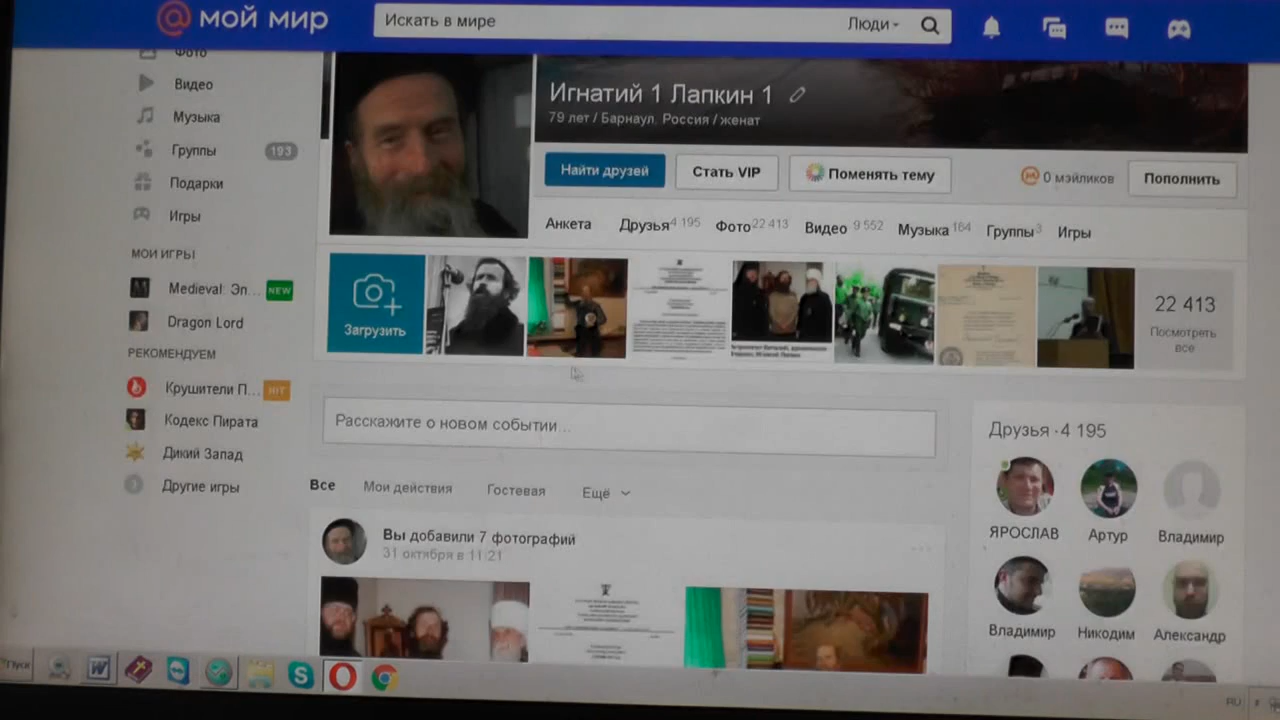 мой мир
Искать в мире
Люди
Фото
Видео
Музыка
Группы 193
Подарки
Игры
МОИ ИГРЫ
Medieval: Эп... NEW
Dragon Lord
РЕКОМЕНДУЕМ
Крушители П... HIT
Кодекс Пирата
Дикий Запад
Другие игры
Игнатий 1 Лапкин 1
79 лет / Барнаул, Россия / женат
Найти друзей
Стать VIP
Поменять тему
0 мэйликов
Пополнить
Анкета Друзья 4 195 Фото 22 413 Видео 9 552 Музыка 164 Группы 3 Игры
Загрузить
22 413
Посмотреть
все
Расскажите о новом событии...
Все Мои действия Гостевая Ещё
Вы добавили 7 фотографий
31 октября в 11:21
Друзья · 4 195
ЯРОСЛАВ Артур Владимир
Владимир Никодим Александр
Пуск
RU